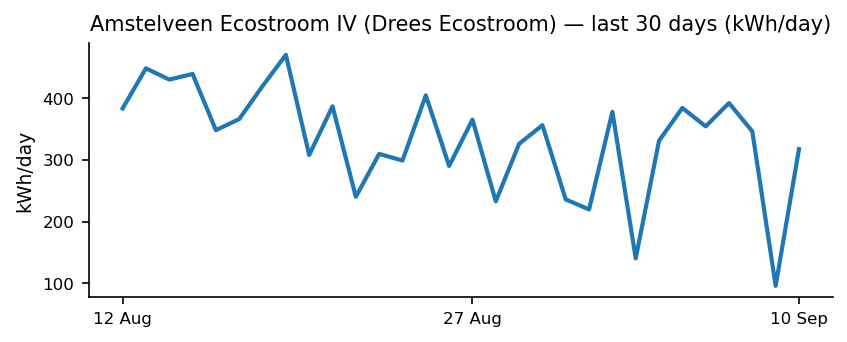 Amstelveen Ecostroom IV (Drees Ecostroom) — last 30 days (kWh/day)
kWh/day
400
300
200
100
12 Aug
27 Aug
10 Sep